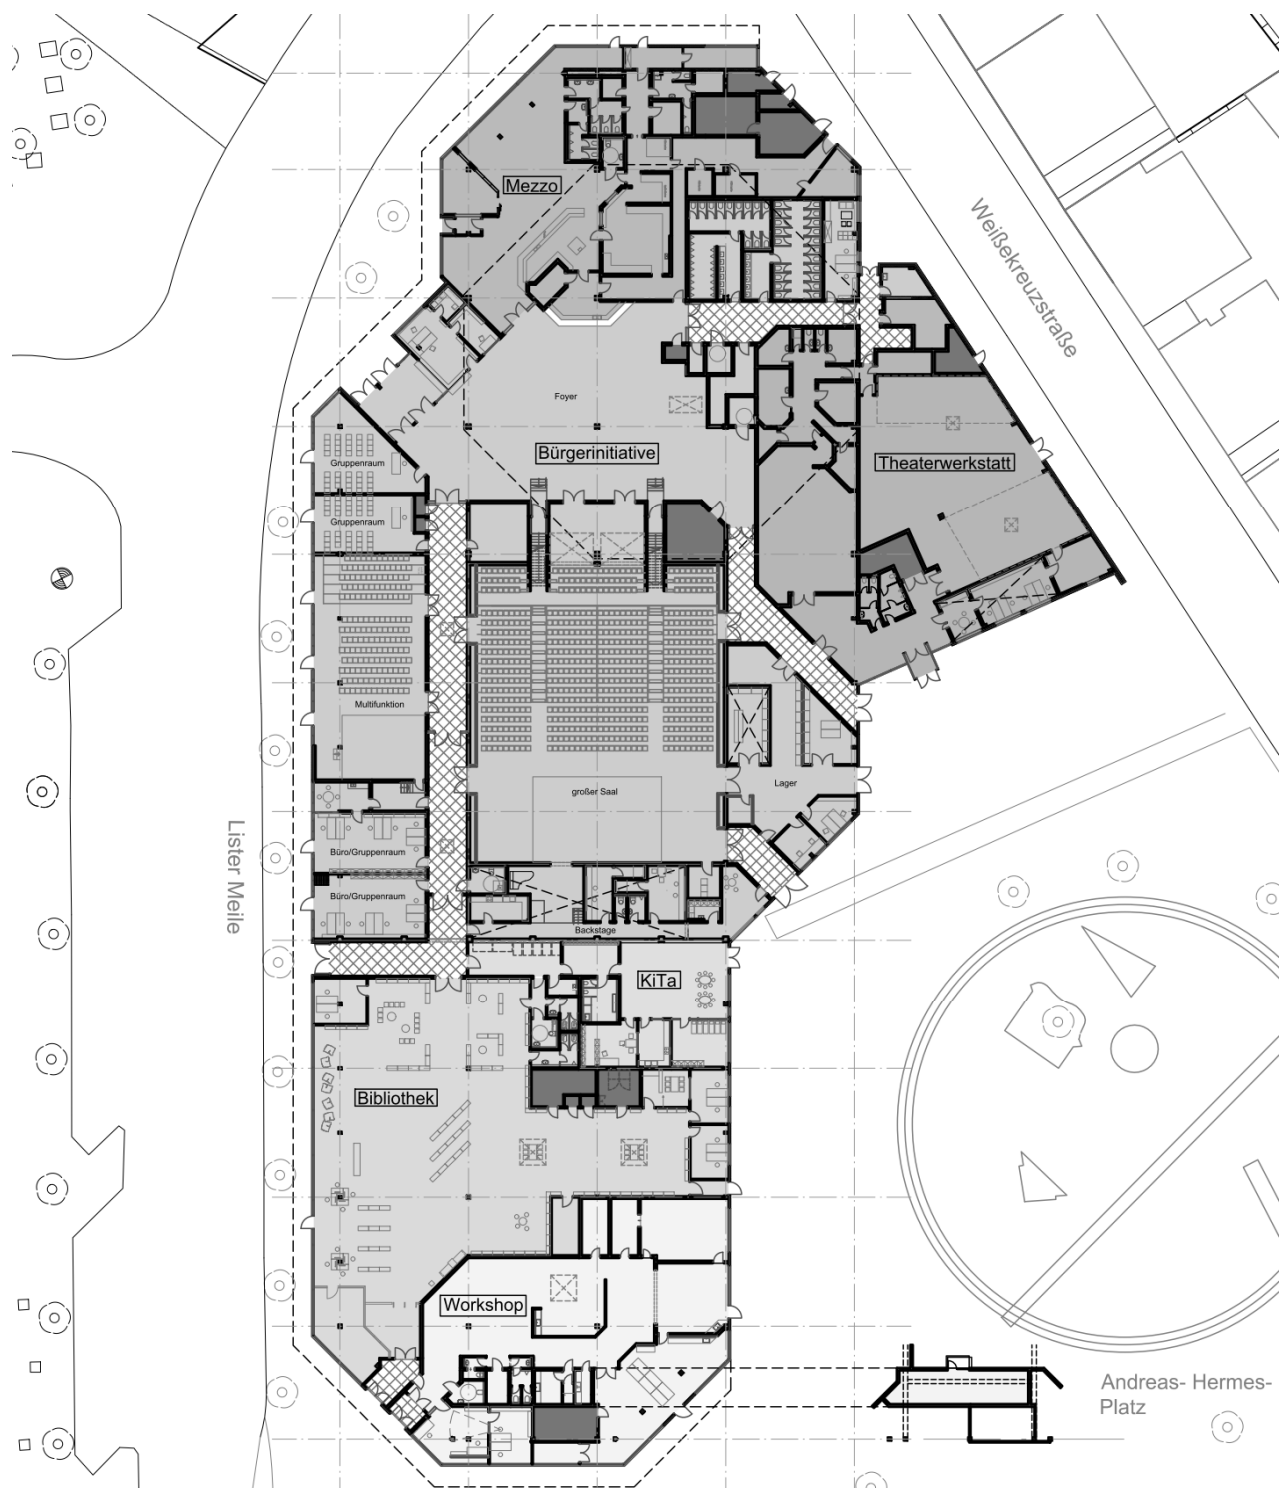 Mezzo
Weißekreuzstraße
Foyer
Bürgerinitiative
Theaterwerkstatt
Gruppenraum
Gruppenraum
Multifunktion
Lager
großer Saal
Lister Meile
Büro/Gruppenraum
Büro/Gruppenraum
Backstage
KiTa
Bibliothek
Workshop
Andreas- Hermes-
Platz